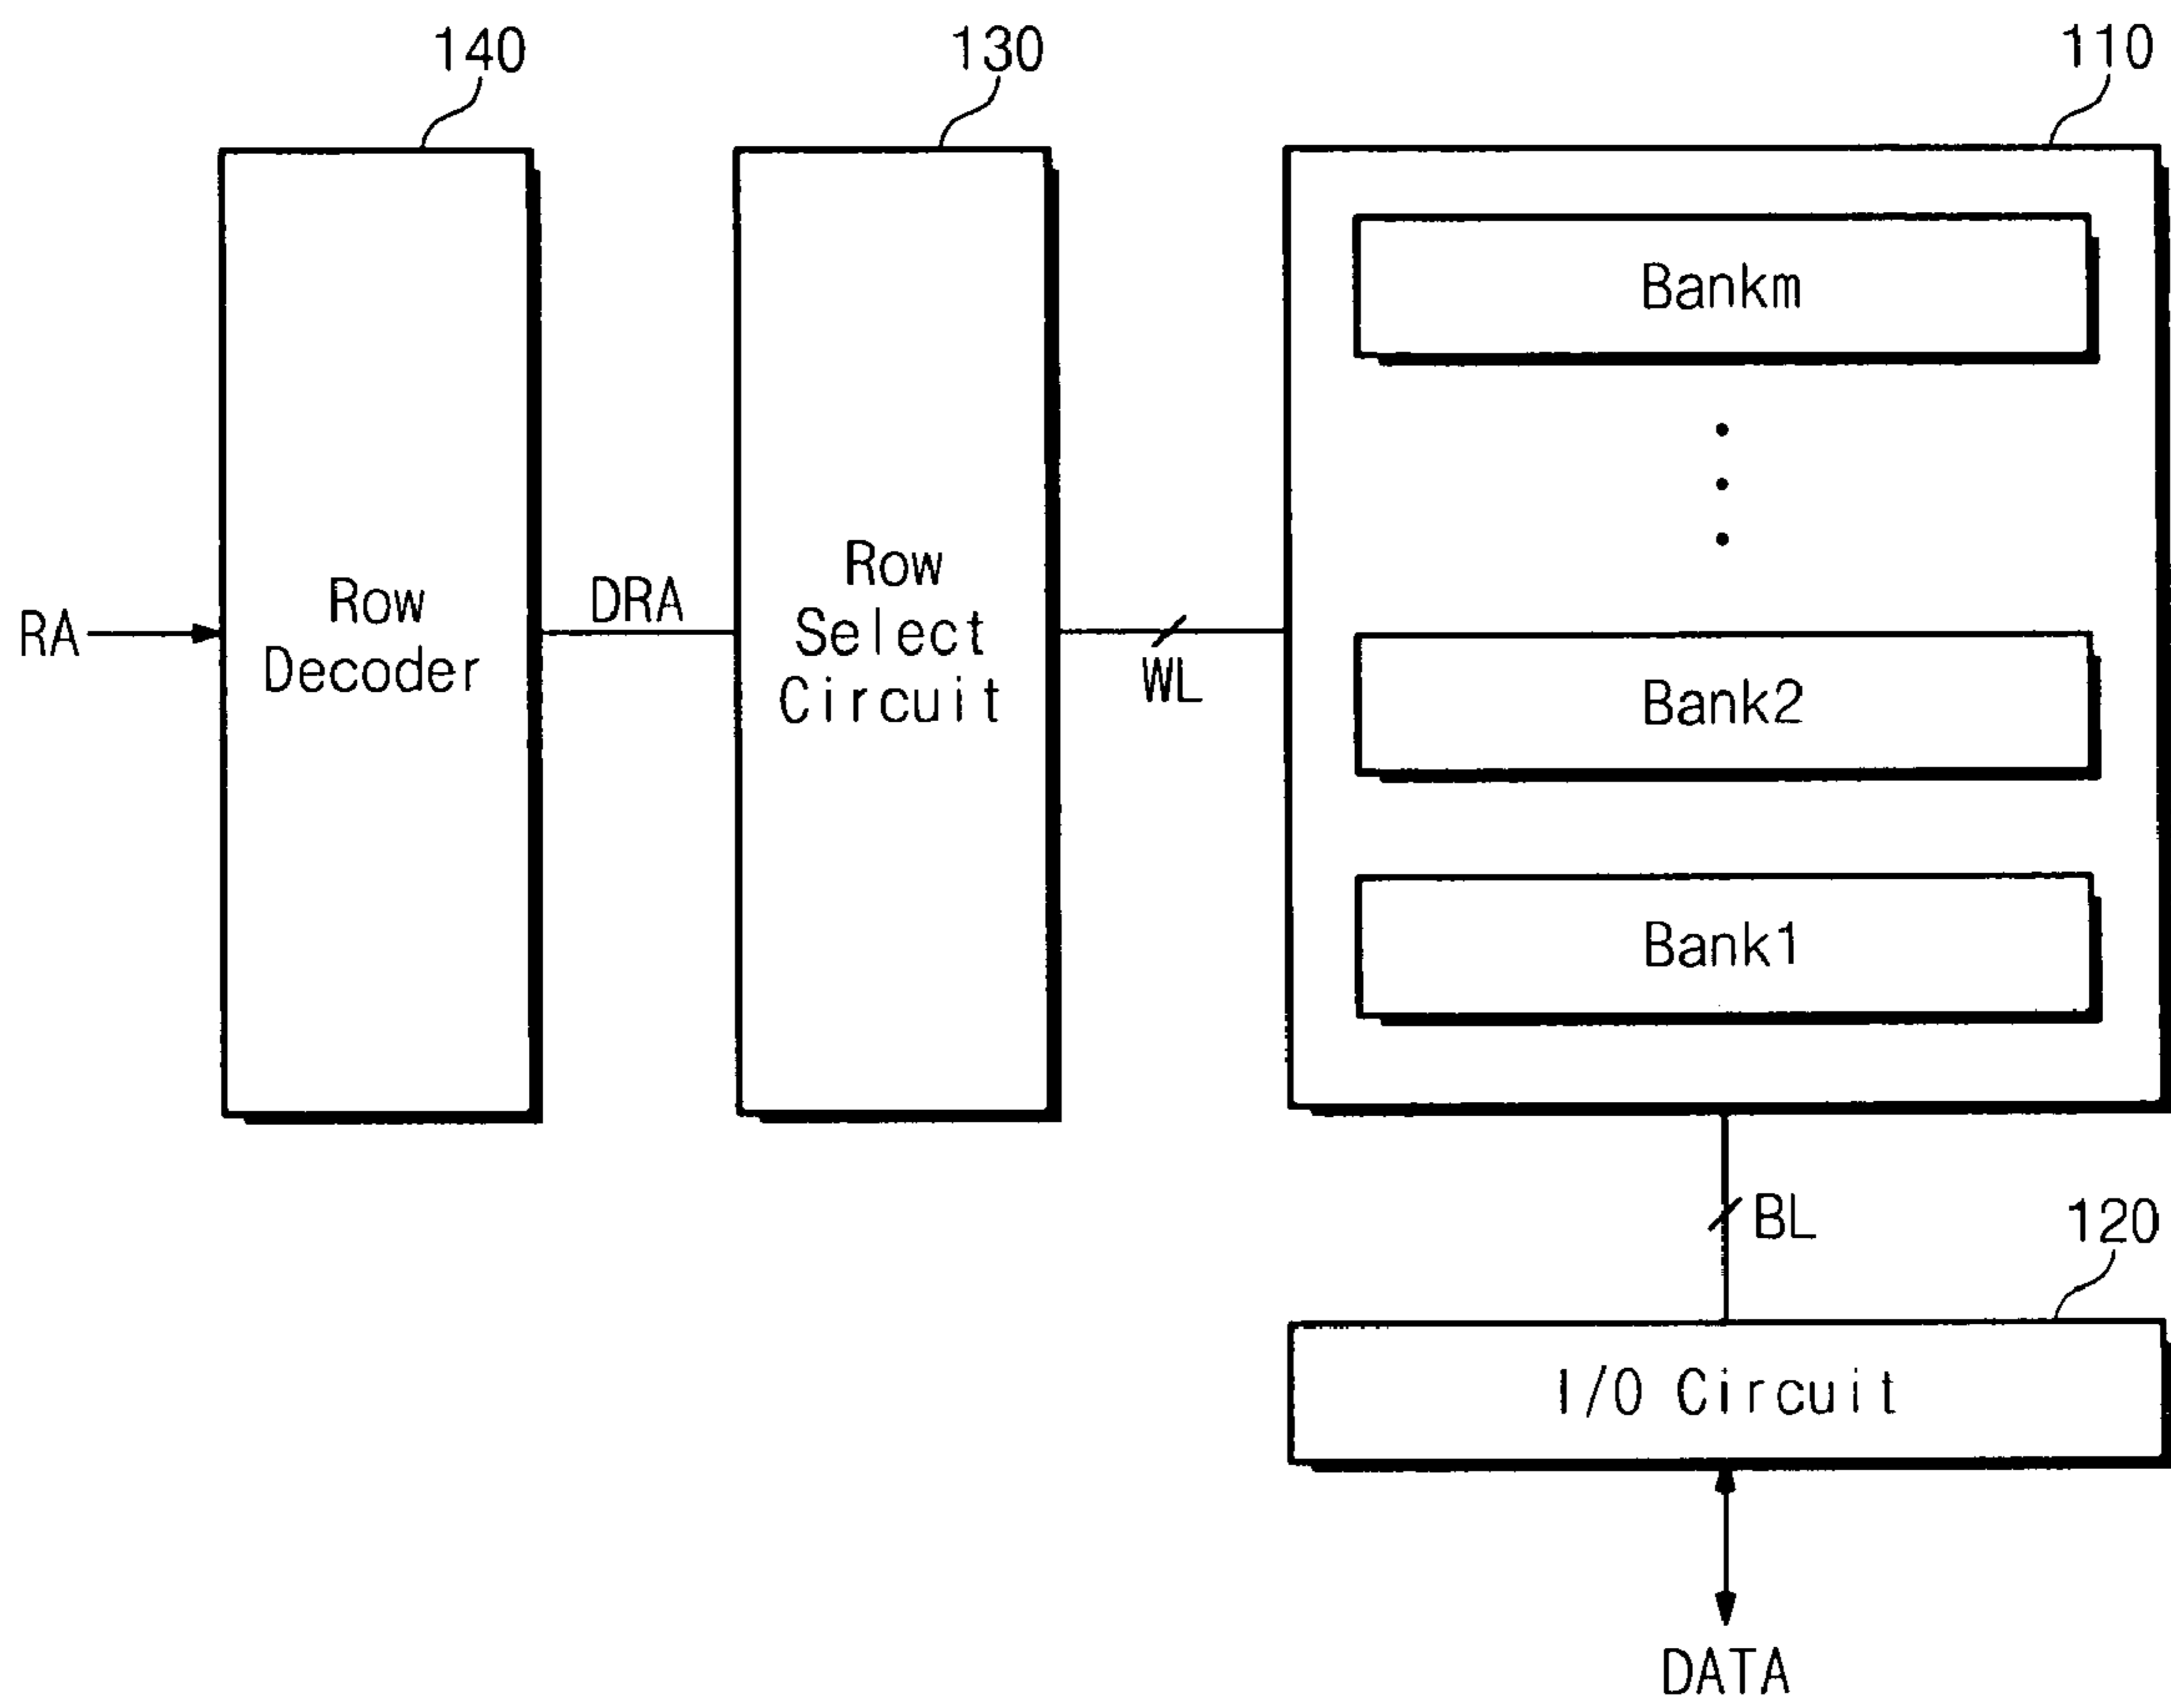 140
130
110
Bankm
RA
Row
Decoder
DRA
Row
Select
Circuit
WL
Bank2
Bank1
BL
120
I/O Circuit
DATA